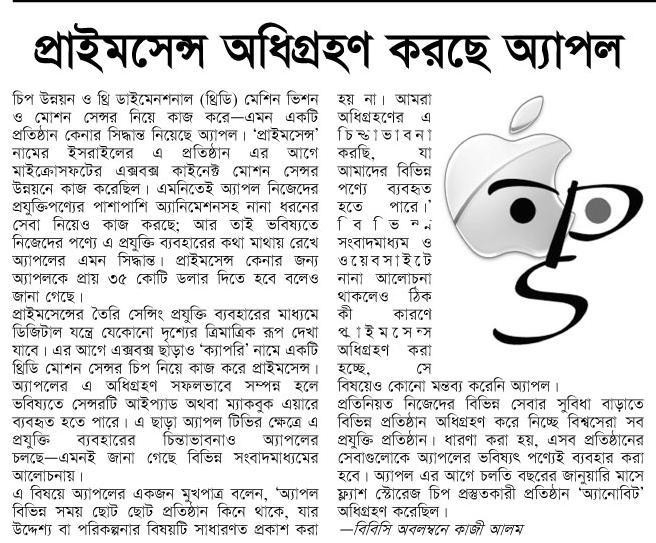 প্রাইমসেন্স অধিগ্রহণ করছে অ্যাপল
চিপ উন্নয়ন ও থ্রি ডাইমেনশনাল (থ্রিডি) মেশিন ভিশন
ও মোশন সেন্সর নিয়ে কাজ করে—এমন একটি
প্রতিষ্ঠান কেনার সিদ্ধান্ত নিয়েছে অ্যাপল। ‘প্রাইমসেন্স’
নামের ইসরাইলের এ প্রতিষ্ঠান এর আগে
মাইক্রোসফটের এক্সবক্স কাইনেক্ট মোশন সেন্সর
উন্নয়নে কাজ করেছিল। এমনিতেই অ্যাপল নিজেদের
প্রযুক্তিপণ্যের পাশাপাশি অ্যানিমেশনসহ নানা ধরনের
সেবা নিয়েও কাজ করছে; আর তাই ভবিষ্যতে
নিজেদের পণ্যে এ প্রযুক্তি ব্যবহারের কথা মাথায় রেখে
অ্যাপলের এমন সিদ্ধান্ত। প্রাইমসেন্স কেনার জন্য
অ্যাপলকে প্রায় ৩৫ কোটি ডলার দিতে হবে বলেও
জানা গেছে।
প্রাইমসেন্সের তৈরি সেন্সিং প্রযুক্তি ব্যবহারের মাধ্যমে
ডিজিটাল যন্ত্রে যেকোনো দৃশ্যের ত্রিমাত্রিক রূপ দেখা
যাবে। এর আগে এক্সবক্স ছাড়াও ‘ক্যাপরি’ নামে একটি
থ্রিডি মোশন সেন্সর চিপ নিয়ে কাজ করে প্রাইমসেন্স।
অ্যাপলের এ অধিগ্রহণ সফলভাবে সম্পন্ন হলে
ভবিষ্যতে সেন্সরটি আইপ্যাড অথবা ম্যাকবুক এয়ারে
ব্যবহৃত হতে পারে। এ ছাড়া অ্যাপল টিভির ক্ষেত্রে এ
প্রযুক্তি ব্যবহারের চিন্তাভাবনাও অ্যাপলের
চলছে—এমনই জানা গেছে বিভিন্ন সংবাদমাধ্যমের
আলোচনায়।
এ বিষয়ে অ্যাপলের একজন মুখপাত্র বলেন, ‘অ্যাপল
বিভিন্ন সময় ছোট ছোট প্রতিষ্ঠান কিনে থাকে, যার
উদ্দেশ্য বা পরিকল্পনার বিষয়টি সাধারণত প্রকাশ করা
হয় না। আমরা
অধিগ্রহণের এ
চিন্তাভাবনা
করছি, যা
আমাদের বিভিন্ন
পণ্যে ব্যবহৃত
হতে পারে।’
বিভিন্ন
সংবাদমাধ্যম ও
ওয়েবসাইটে
নানা আলোচনা
থাকলেও ঠিক
কী কারণে
প্রাইমসেন্স
অধিগ্রহণ করা
হচ্ছে, সে
বিষয়েও কোনো মন্তব্য করেনি অ্যাপল।
প্রতিনিয়ত নিজেদের বিভিন্ন সেবার সুবিধা বাড়াতে
বিভিন্ন প্রতিষ্ঠান অধিগ্রহণ করে নিচ্ছে বিশ্বসেরা সব
প্রযুক্তি প্রতিষ্ঠান। ধারণা করা হয়, এসব প্রতিষ্ঠানের
সেবাগুলোকে অ্যাপলের ভবিষ্যৎ পণ্যেই ব্যবহার করা
হবে। অ্যাপল এর আগে চলতি বছরের জানুয়ারি মাসে
ফ্ল্যাশ স্টোরেজ চিপ প্রস্তুতকারী প্রতিষ্ঠান ‘অ্যানোবিট’
অধিগ্রহণ করেছিল।
—বিবিসি অবলম্বনে কাজী আলম